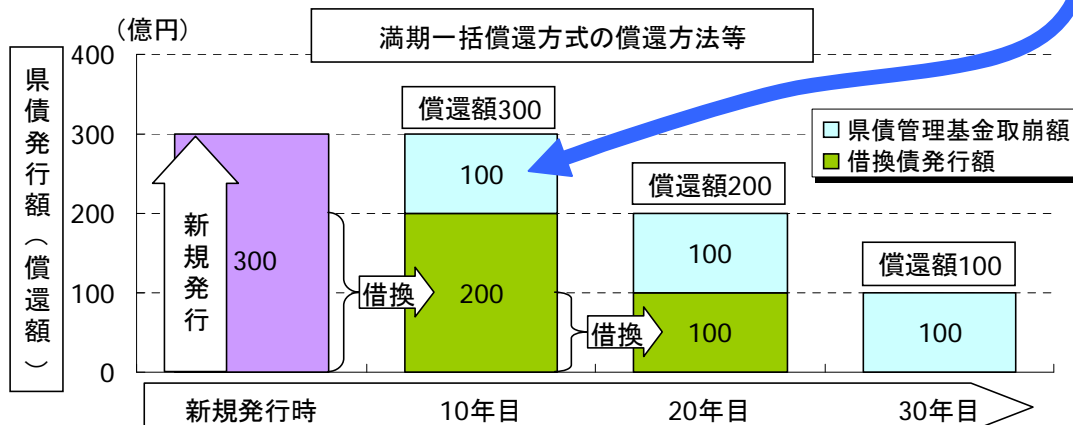 （億円）
満期一括償還方式の償還方法等
県債発行額（償還額）
400
300
200
100
0
県債管理基金取崩額
借換債発行額
新規発行
300
借換
償還額300
100
200
借換
償還額200
100
100
償還額100
100
新規発行時
10年目
20年目
30年目